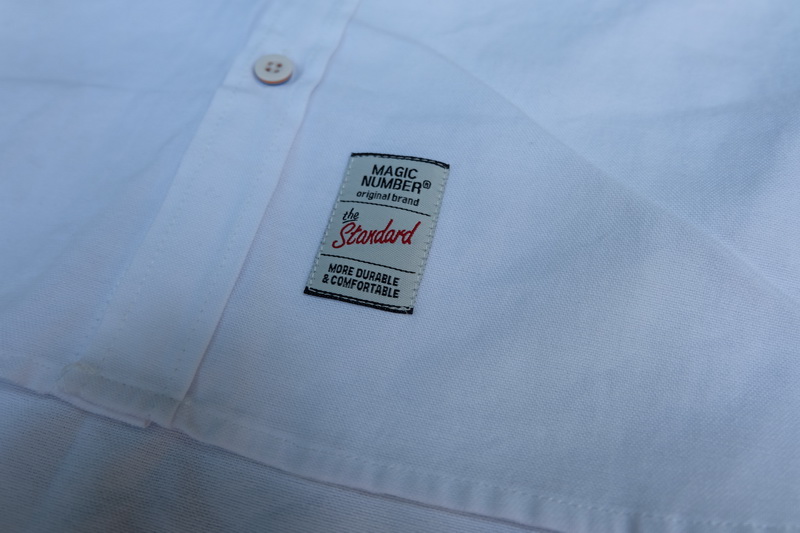 MAGIC
NUMBER®
original brand
the
Standard
MORE DURABLE
& COMFORTABLE